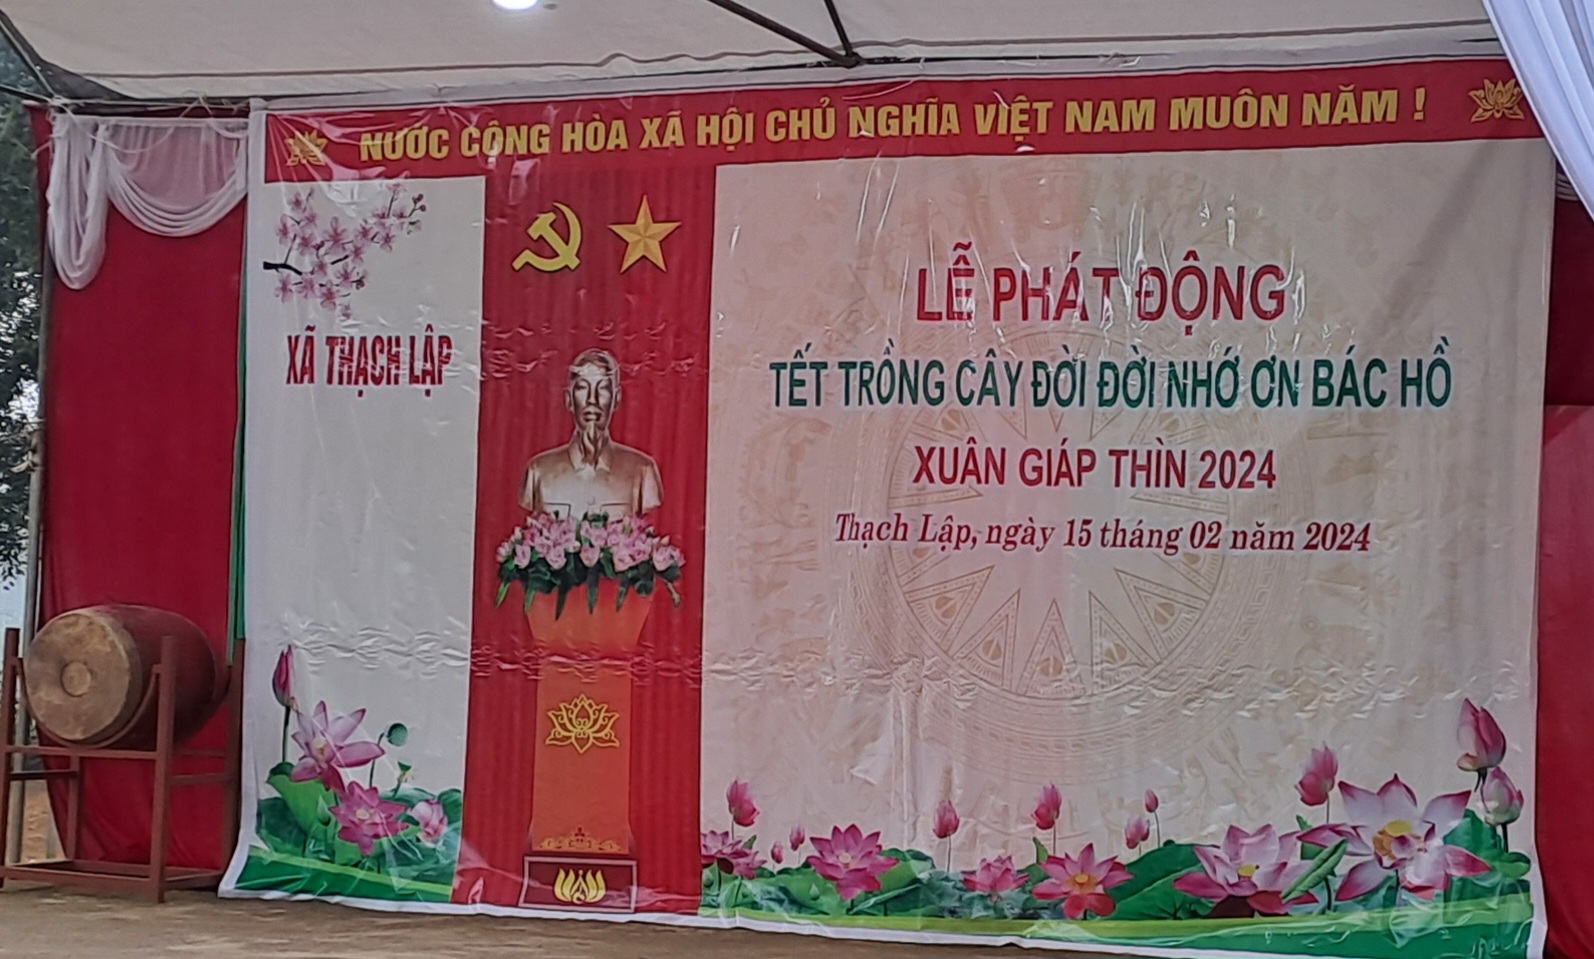 NƯỚC CỘNG HÒA XÃ HỘI CHỦ NGHĨA VIỆT NAM MUÔN NĂM !
XÃ THẠCH LẬP
LỄ PHÁT ĐỘNG
TẾT TRỒNG CÂY ĐỜI ĐỜI NHỚ ƠN BÁC HỒ
XUÂN GIÁP THÌN 2024
Thạch Lập, ngày 15 tháng 02 năm 2024